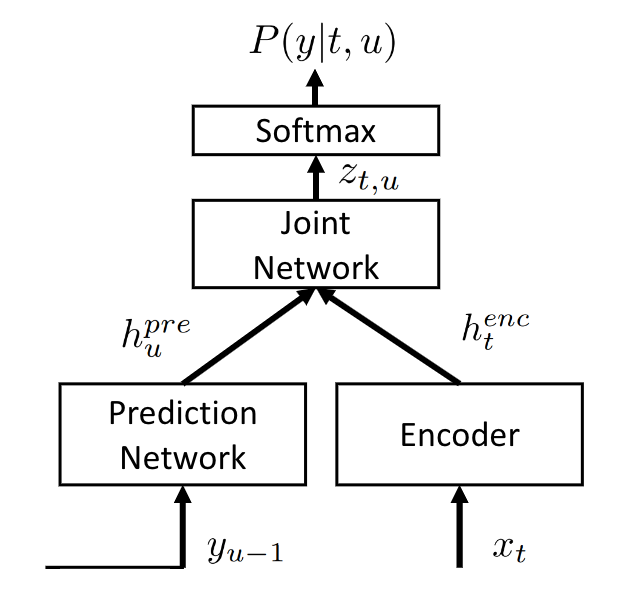 P(y|t, u)
Softmax
z_{t,u}
Joint
Network
h_u^{pre}
h_t^{enc}
Prediction
Network
Encoder
y_{u-1}
x_t